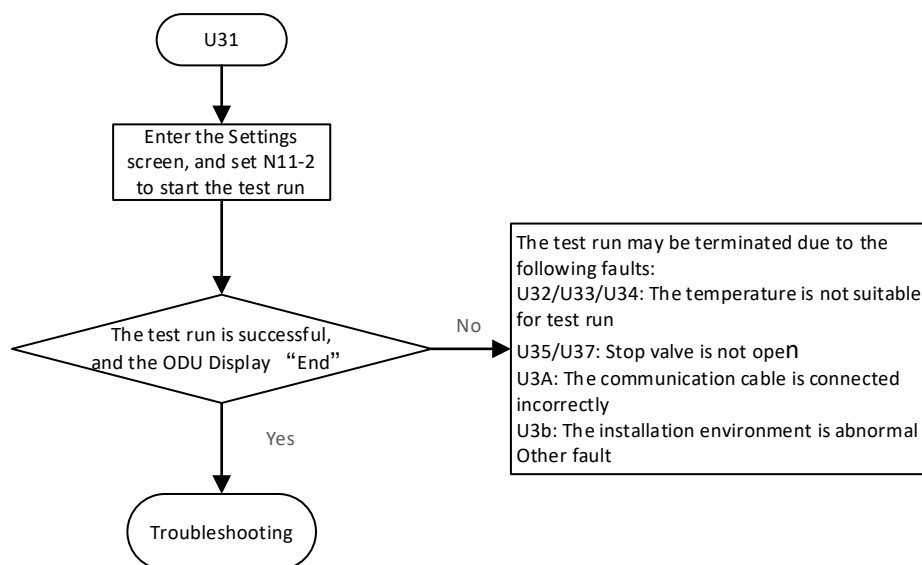 U31
Enter the Settings
screen, and set N11-2
to start the test run
The test run is successful,
and the ODU Display “End”
No
The test run may be terminated due to the
following faults:
U32/U33/U34: The temperature is not suitable
for test run
U35/U37: Stop valve is not open
U3A: The communication cable is connected
incorrectly
U3b: The installation environment is abnormal
Other fault
Yes
Troubleshooting